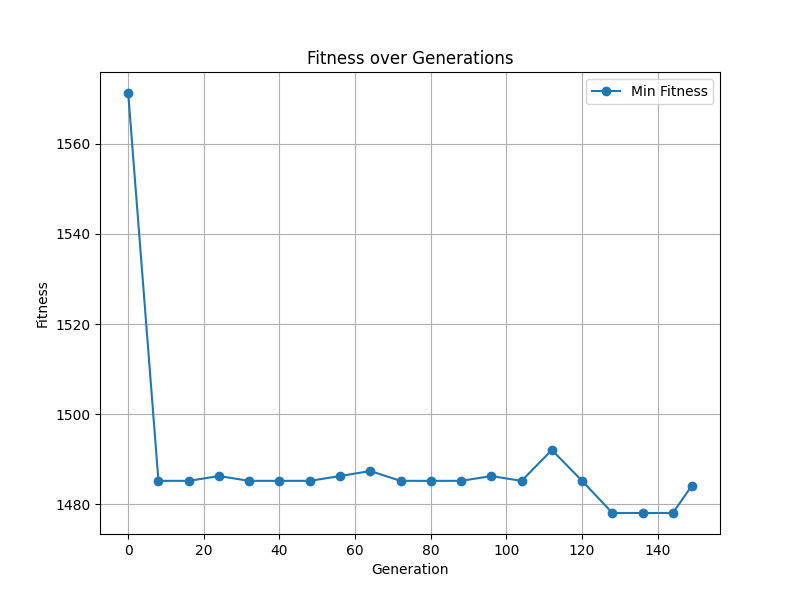 Fitness over Generations
Min Fitness
1560
1540
1520
1500
1480
Fitness
0 20 40 60 80 100 120 140
Generation